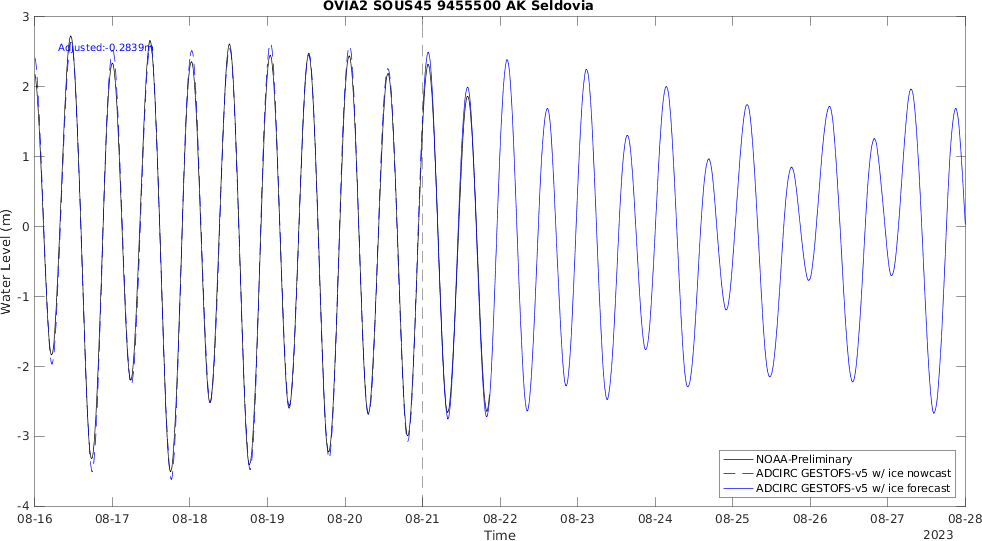 OVIA2 SOUS45 9455500 AK Seldovia
Adjusted:-0.2839m
3
2
1
0
-1
-2
-3
-4
Water Level (m)
08-16 08-17 08-18 08-19 08-20 08-21 08-22 08-23 08-24 08-25 08-26 08-27 08-28
Time
2023
NOAA-Preliminary
ADCIRC GESTOFS-v5 w/ ice nowcast
ADCIRC GESTOFS-v5 w/ ice forecast